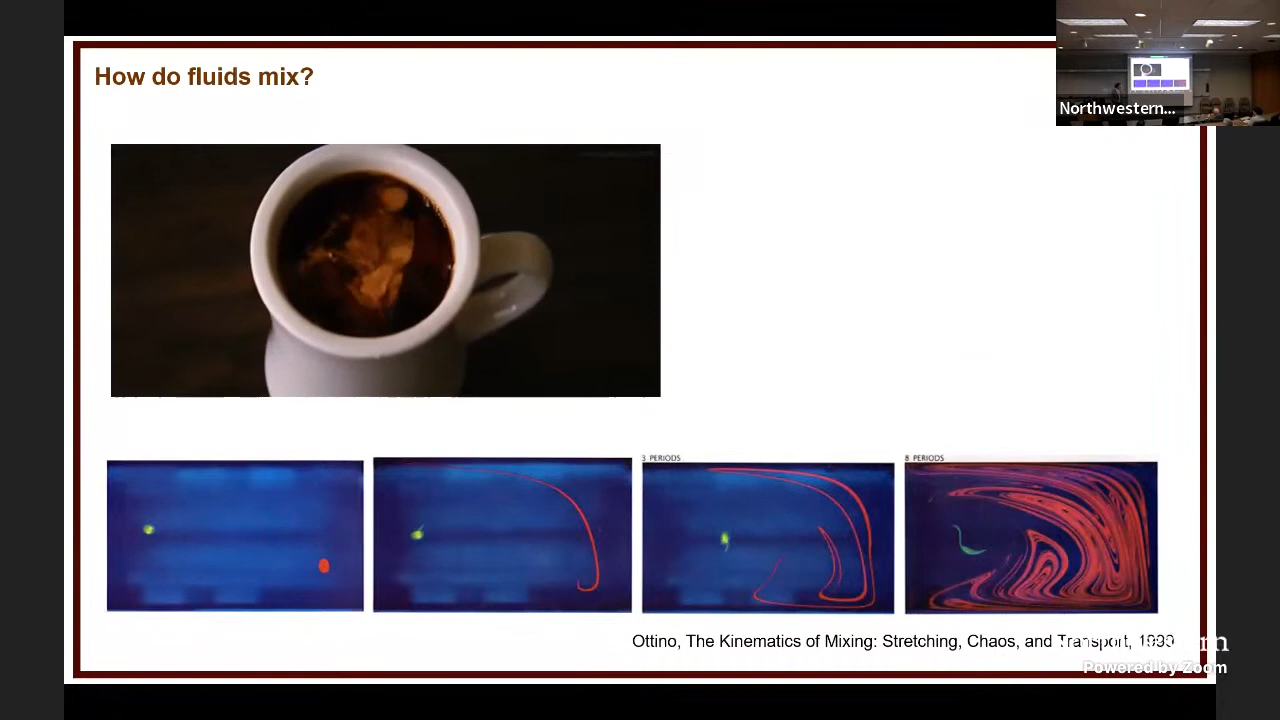 How do fluids mix?
Northwestern...
3 PERIODS
8 PERIODS
Ottino, The Kinematics of Mixing: Stretching, Chaos, and Transport,
Powered by Zoom